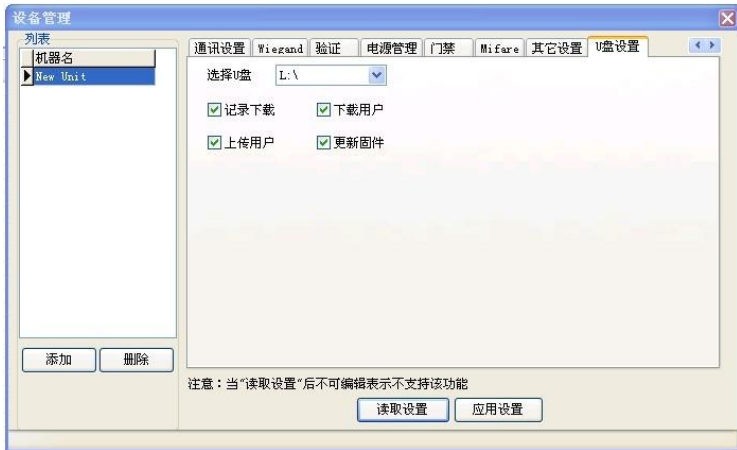 设备管理
列表
机器名
New Unit
添加 删除
通讯设置 Wiegand 验证 电源管理 门禁 Mifare 其它设置 U盘设置
选择U盘 L:\
记录下载 下载用户
上传用户 更新固件
注意：当"读取设置"后不可编辑表示不支持该功能
读取设置 应用设置